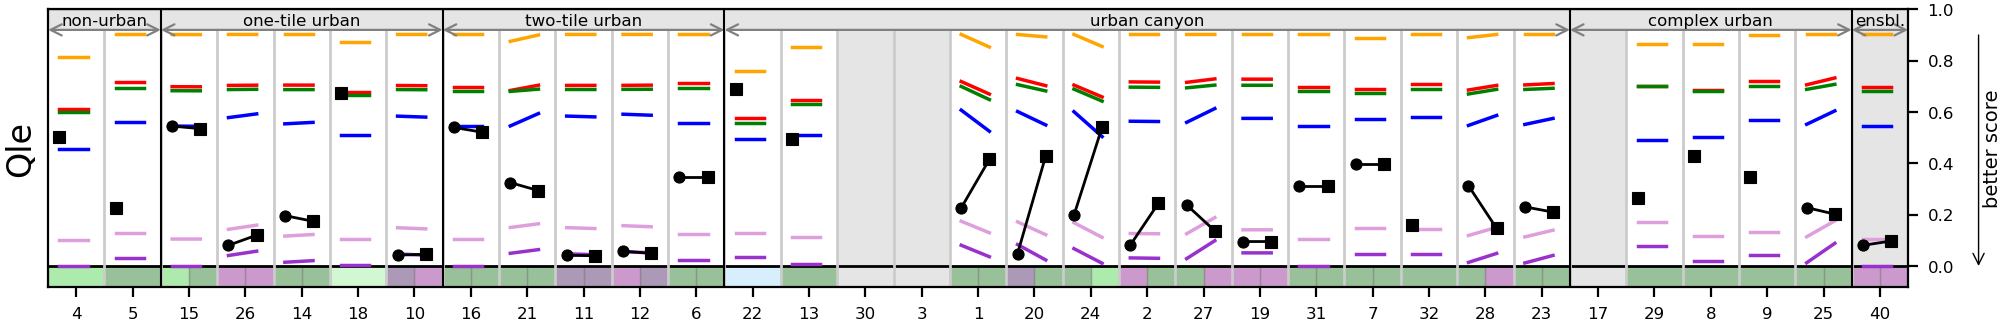 non-urban one-tile urban two-tile urban urban canyon complex urban ensbl.
Qle
1.0
0.8
0.6
0.4
0.2
0.0
better score
4 5 15 26 14 18 10 16 21 11 12 6 22 13 30 3 1 20 24 2 27 19 31 7 32 28 23 17 29 8 9 25 40